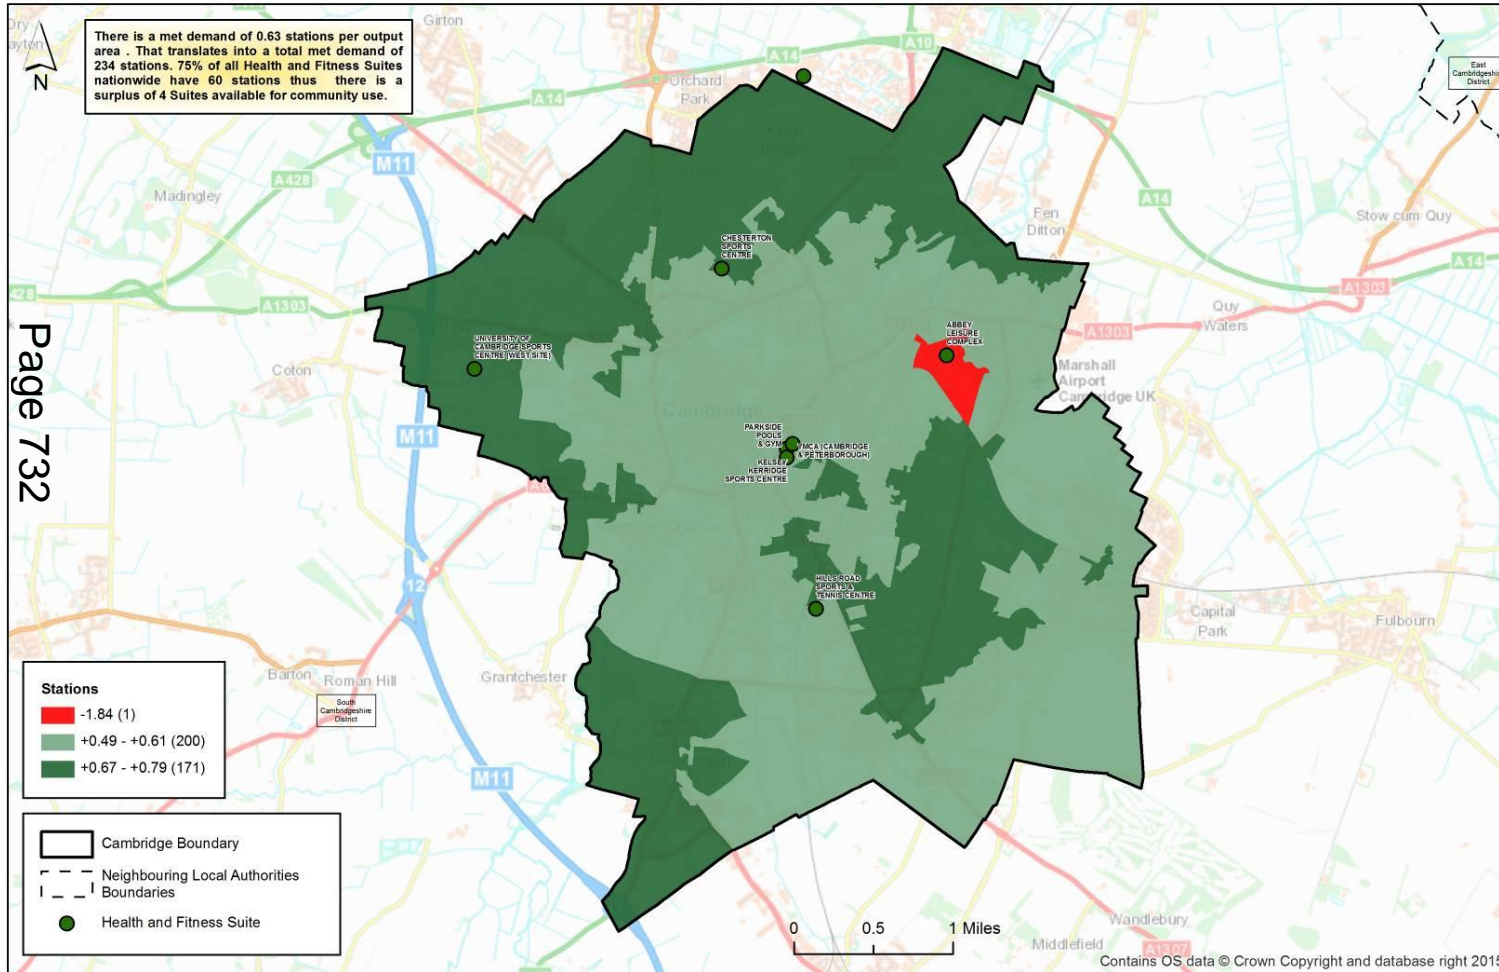 There is a met demand of 0.63 stations per output
area . That translates into a total met demand of
234 stations. 75% of all Health and Fitness Suites
nationwide have 60 stations thus there is a
surplus of 4 Suites available for community use.
N
Girton
A14
A10
Orchard
Park
East
Cambridgeshire
District
A14
M11
A428
Madingley
A14
Fen
Ditton
Stow cum Quy
CHESTERTON
SPORTS
CENTRE
A14
A1303
A1303
Quy
Waters
A1303
UNIVERSITY OF
CAMBRIDGE SPORTS
CENTRE (WEST SITE)
ABBEY
LEISURE
COMPLEX
Coton
Marshall
Airport
Cambridge UK
Page 732
Cambridge
M11
PARKSIDE
POOLS
& GYM
YMCA (CAMBRIDGE
& PETERBOROUGH)
KELSEY
KERRIDGE
SPORTS CENTRE
12
HILLS ROAD
SPORTS &
TENNIS CENTRE
Capital
Park
Fulbourn
Barton
Roman Hill
Grantchester
South
Cambridgeshire
District
Stations
-1.84 (1)
+0.49 - +0.61 (200)
+0.67 - +0.79 (171)
M11
Cambridge Boundary
Neighbouring Local Authorities
Boundaries
Health and Fitness Suite
0 0.5 1 Miles
Wandlebury
Middlefield
A1307
Contains OS data © Crown Copyright and database right 2015